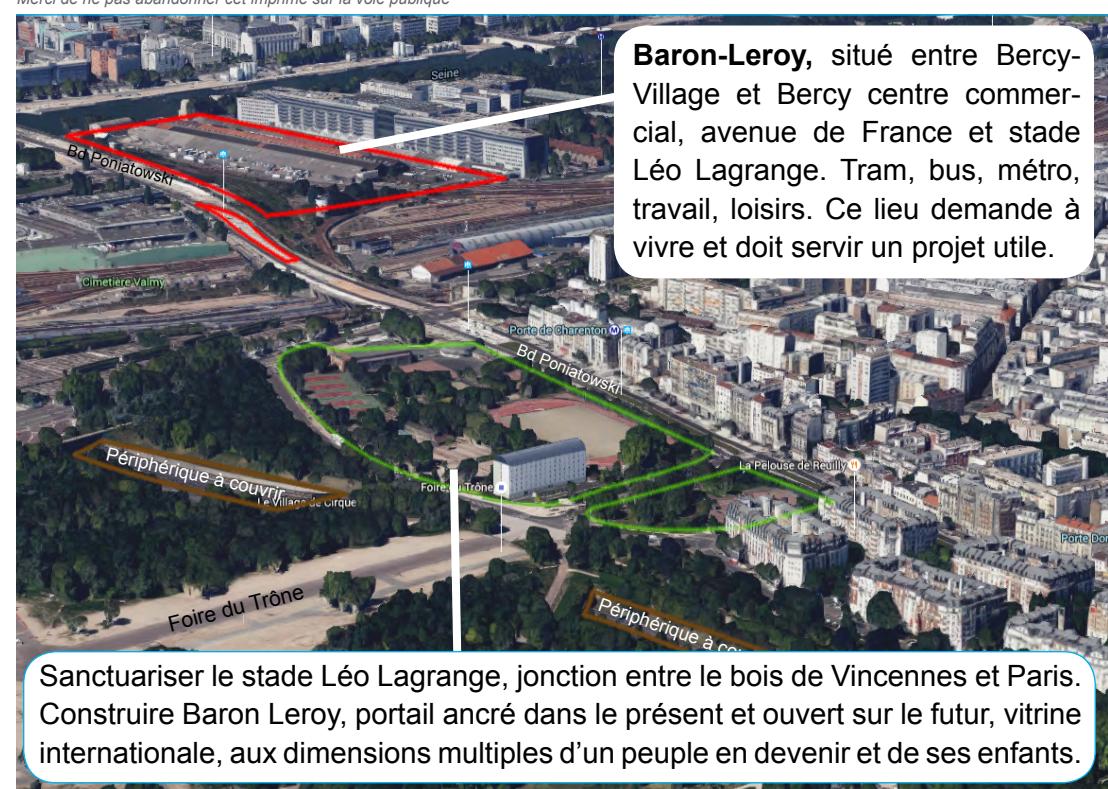 Merci de ne pas abandonner cet imprimé sur la voie publique
Baron-Leroy, situé entre Bercy-
Village et Bercy centre commer-
cial, avenue de France et stade
Léo Lagrange. Tram, bus, métro,
travail, loisirs. Ce lieu demande à
vivre et doit servir un projet utile.
Seine
Bd Poniatowski
Cimetière Valmy
Porte de Charenton
Bd Poniatowski
Périphérique à couvrir
Le Village de Cirque
Foire du Trône
La Pelouse de Reuilly
Porte Dor
Foire du Trône
Périphérique à co
Sanctuariser le stade Léo Lagrange, jonction entre le bois de Vincennes et Paris.
Construire Baron Leroy, portail ancré dans le présent et ouvert sur le futur, vitrine
internationale, aux dimensions multiples d'un peuple en devenir et de ses enfants.